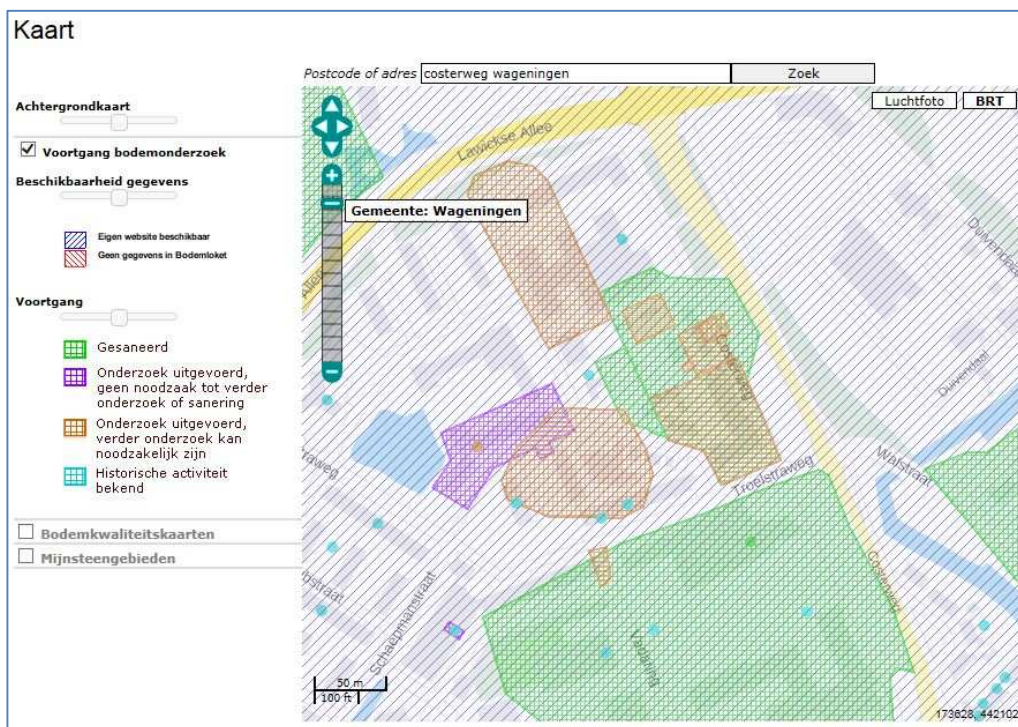 Kaart
Postcode of adres costerweg wageningen Zoek
Achtergrondkaart
Luchtfoto BRT
Voortgang bodemonderzoek
Beschikbaarheid gegevens
Eigen website beschikbaar
Geen gegevens in Bodemloket
Voortgang
Gesaneerd
Onderzoek uitgevoerd,
geen noodzaak tot verder
onderzoek of sanering
Onderzoek uitgevoerd,
verder onderzoek kan
noodzakelijk zijn
Historische activiteit
bekend
Bodemkwaliteitskaarten
Mijnsteengebieden
Lawickse Allee
Gemeente: Wageningen
Duivendaal
Costerweg
Duivendaal
Troelstraweg
Walstraat
Costerweg
Schaepmanstraat
Vadaring
50 m
100 ft
173628, 442102